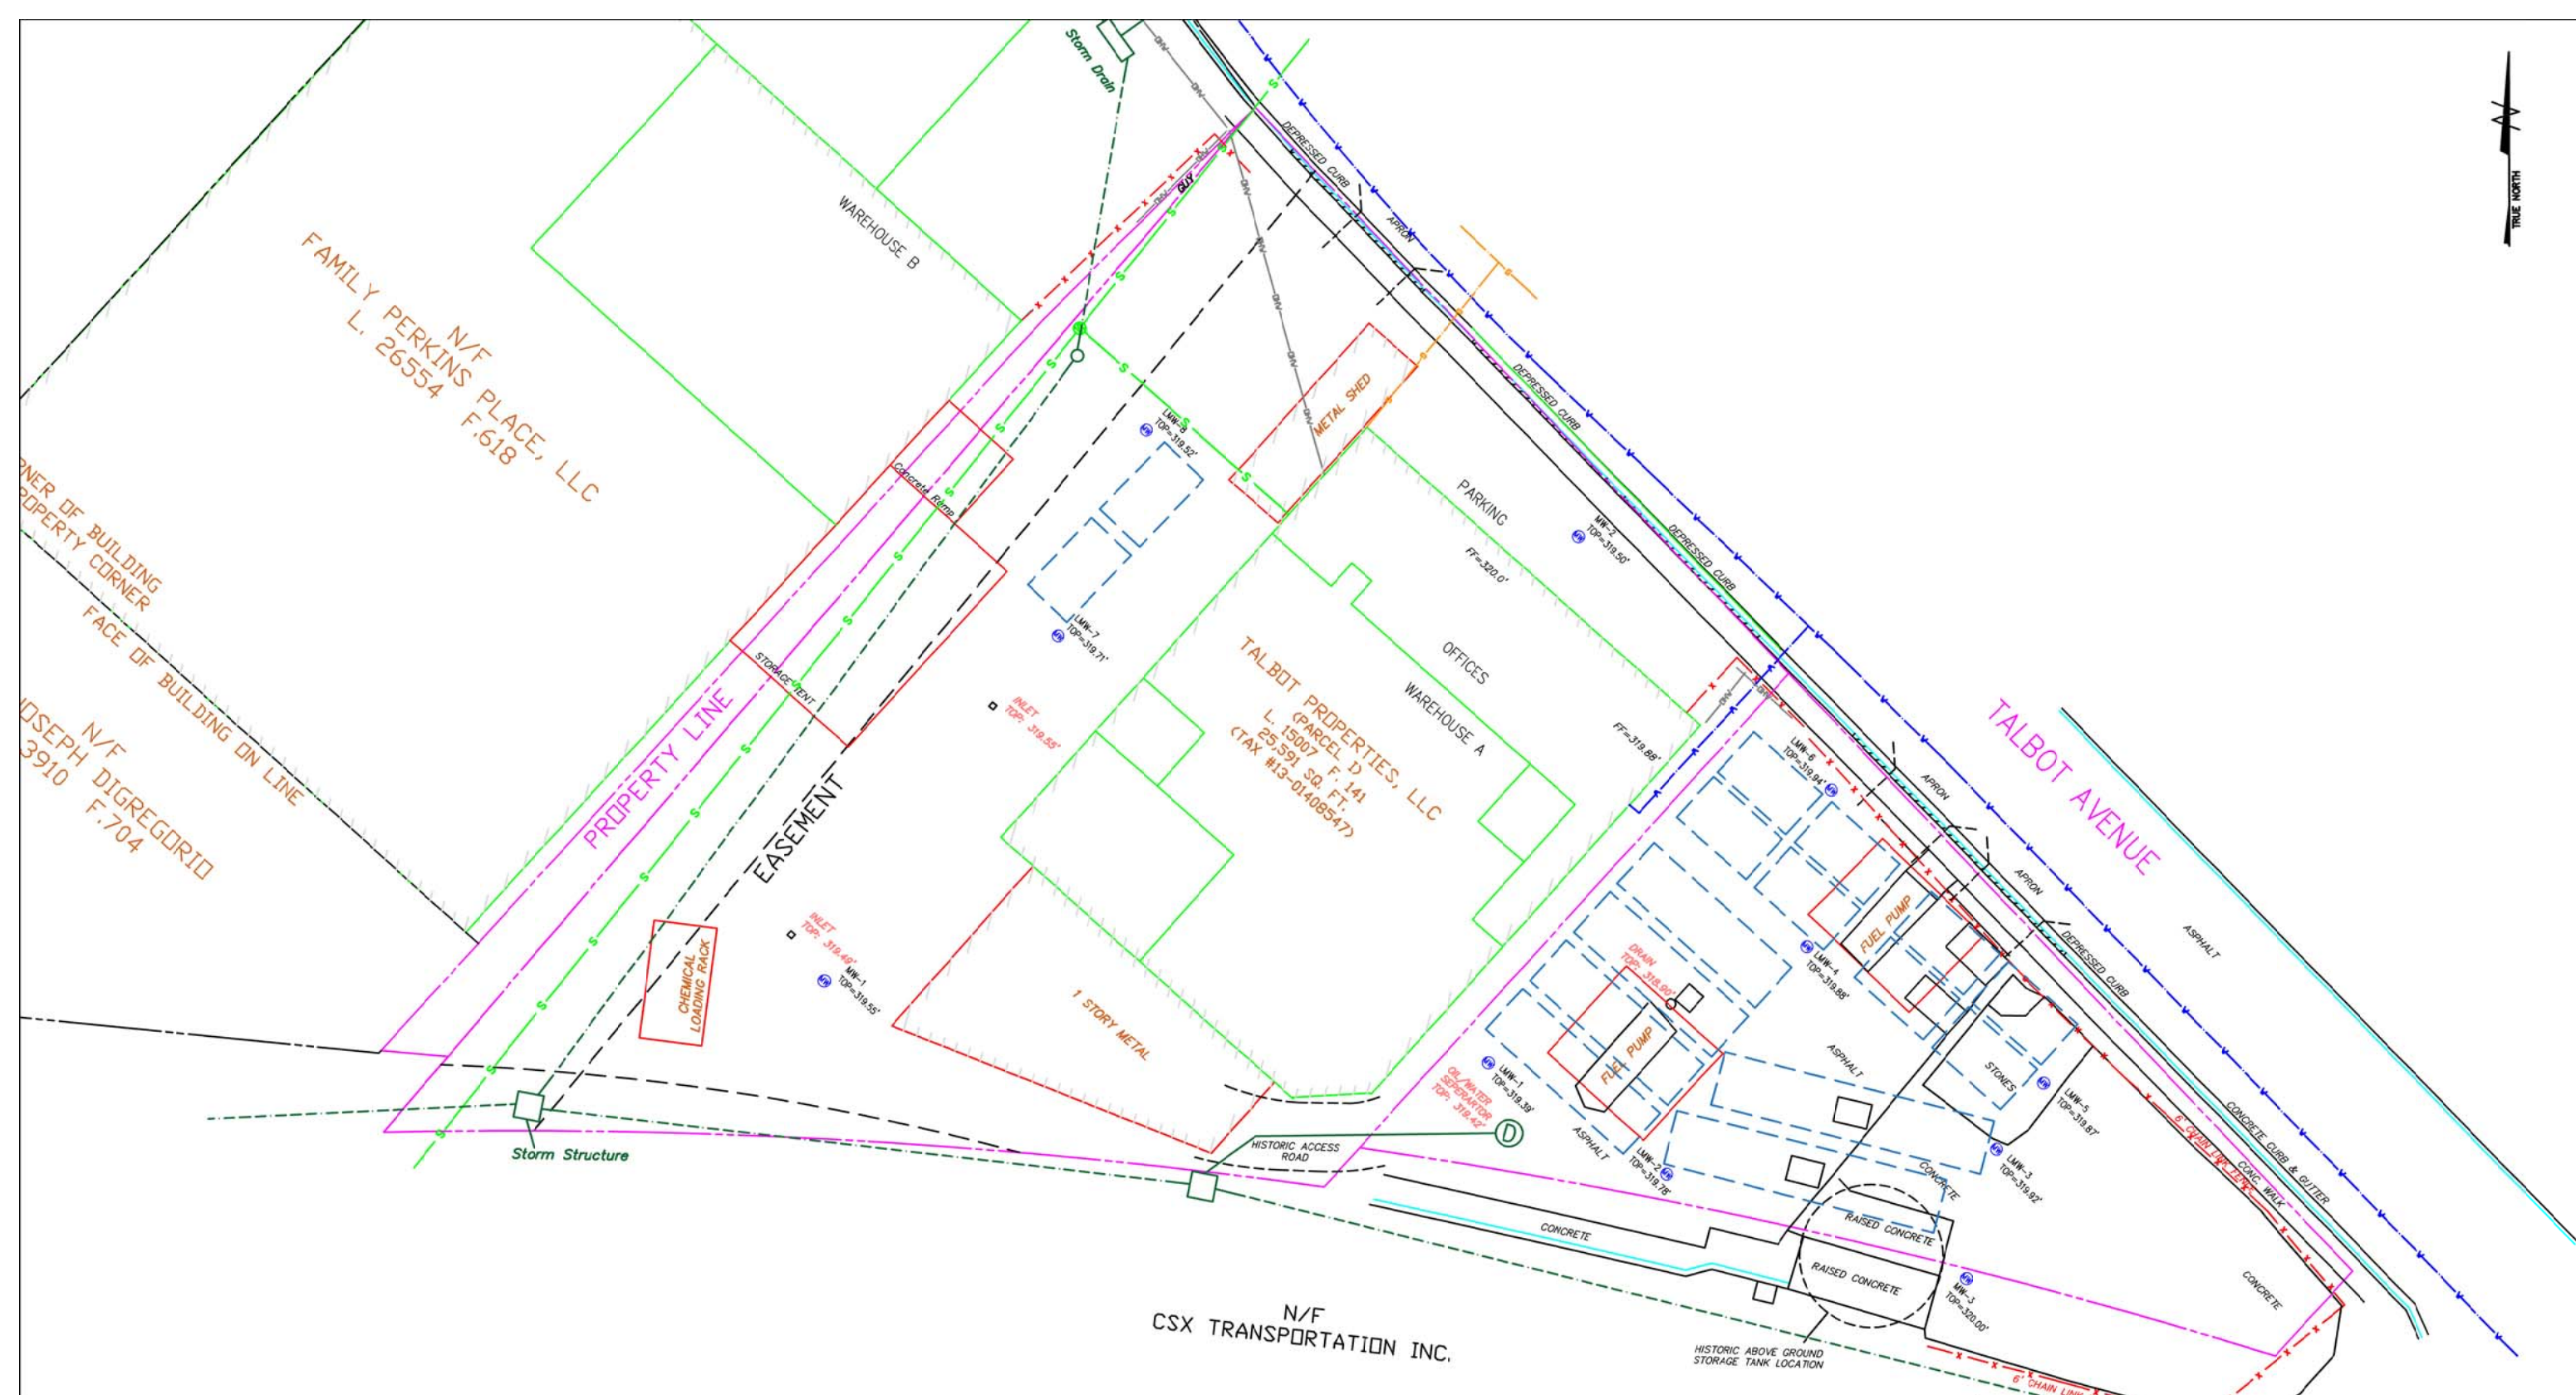 Storm Drain
TRUE NORTH
DEPRESSED CURB
APRON
GUY
WAREHOUSE B
N/F
FAMILY PERKINS PLACE, LLC
L. 26554 F.618
METAL SHED
DEPRESSED CURB
LMW-8
TOP=319.52'
Concrete Ramp
PARKING
FF=320.0'
MW-2
TOP=319.50'
DEPRESSED CURB
RNER OF BUILDING
ROPERTY CORNER
FACE OF BUILDING ON LINE
LMW-7
TOP=319.71'
STORAGE TENT
INLET
TOP: 319.55'
PROPERTY LINE
EASEMENT
OFFICES
WAREHOUSE A
FF=319.88'
TALBOT PROPERTIES, LLC
(PARCEL I)
L. 15007 F. 141
25,591 SQ. FT.
(TAX #13-01408547)
TALBOT AVENUE
LMW-6
TOP=319.94'
APRON
APRON
ASPHALT
DEPRESSED CURB
N/F
JOSEPH DIGREGORIO
3910 F.704
INLET
TOP: 319.49'
MW-1
TOP=319.55'
CHEMICAL
LOADING RACK
1 STORY METAL
DRAIN
TOP: 318.90'
FUEL PUMP
LMW-4
TOP=319.88'
FUEL PUMP
LMW-1
TOP=319.39'
OIL/WATER
SEPERARTOR
TOP: 319.42'
ASPHALT
ASPHALT
STONES
LMW-5
TOP=319.87'
LMW-2
TOP=319.78'
LMW-3
TOP=319.92'
CONCRETE
6' CHAIN LINK FENCE
CONC. WALK
CONCRETE CURB & GUTTER
Storm Structure
HISTORIC ACCESS
ROAD
D
CONCRETE
RAISED CONCRETE
RAISED CONCRETE
MW-3
TOP=320.00'
CONCRETE
N/F
CSX TRANSPORTATION INC.
HISTORIC ABOVE GROUND
STORAGE TANK LOCATION
6' CHAIN LINK